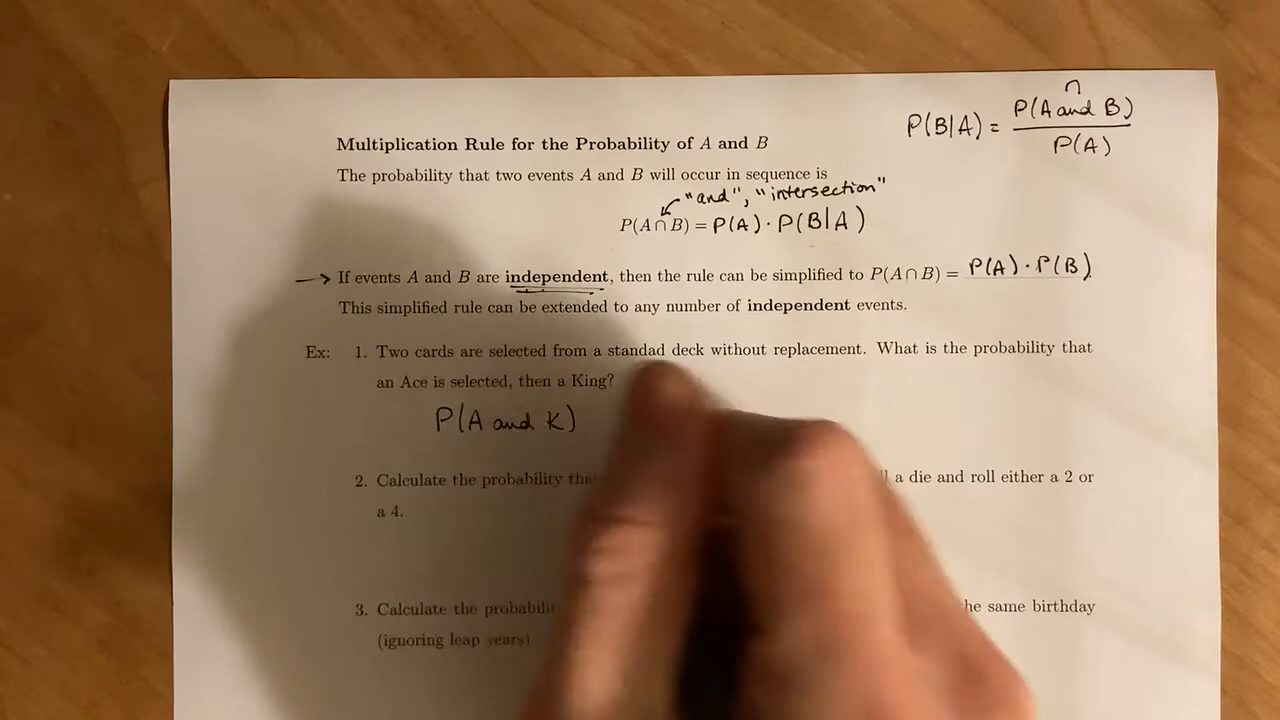 P(B|A) = P(A and B) / P(A)
∩
Multiplication Rule for the Probability of A and B
The probability that two events A and B will occur in sequence is
"and", "intersection"
P(A∩B) = P(A) · P(B|A)
If events A and B are independent, then the rule can be simplified to P(A∩B) = P(A) · P(B).
This simplified rule can be extended to any number of independent events.
Ex: 1. Two cards are selected from a standad deck without replacement. What is the probability that
an Ace is selected, then a King?
P(A and K)
2. Calculate the probability a die and roll either a 2 or
a 4.
3. Calculate the same birthday
(ignoring leap years)